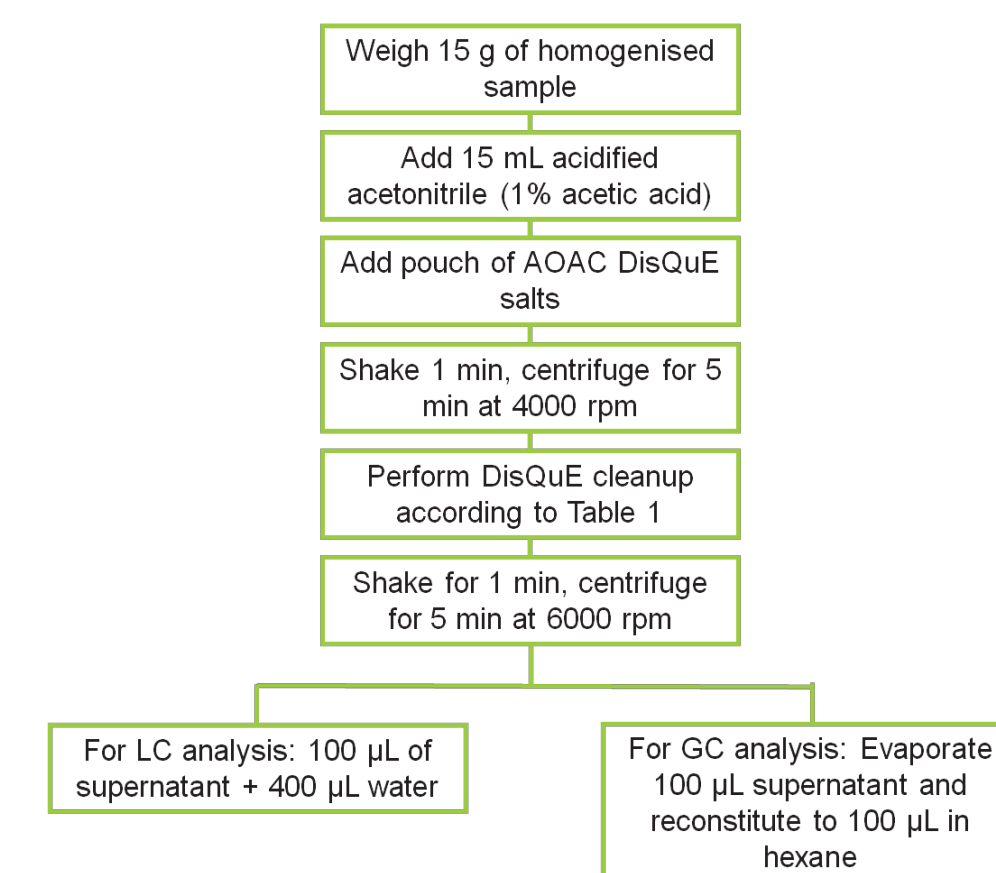 Weigh 15 g of homogenised
sample
Add 15 mL acidified
acetonitrile (1% acetic acid)
Add pouch of AOAC DisQuE
salts
Shake 1 min, centrifuge for 5
min at 4000 rpm
Perform DisQuE cleanup
according to Table 1
Shake for 1 min, centrifuge
for 5 min at 6000 rpm
For LC analysis: 100 µL of
supernatant + 400 µL water
For GC analysis: Evaporate
100 µL supernatant and
reconstitute to 100 µL in
hexane